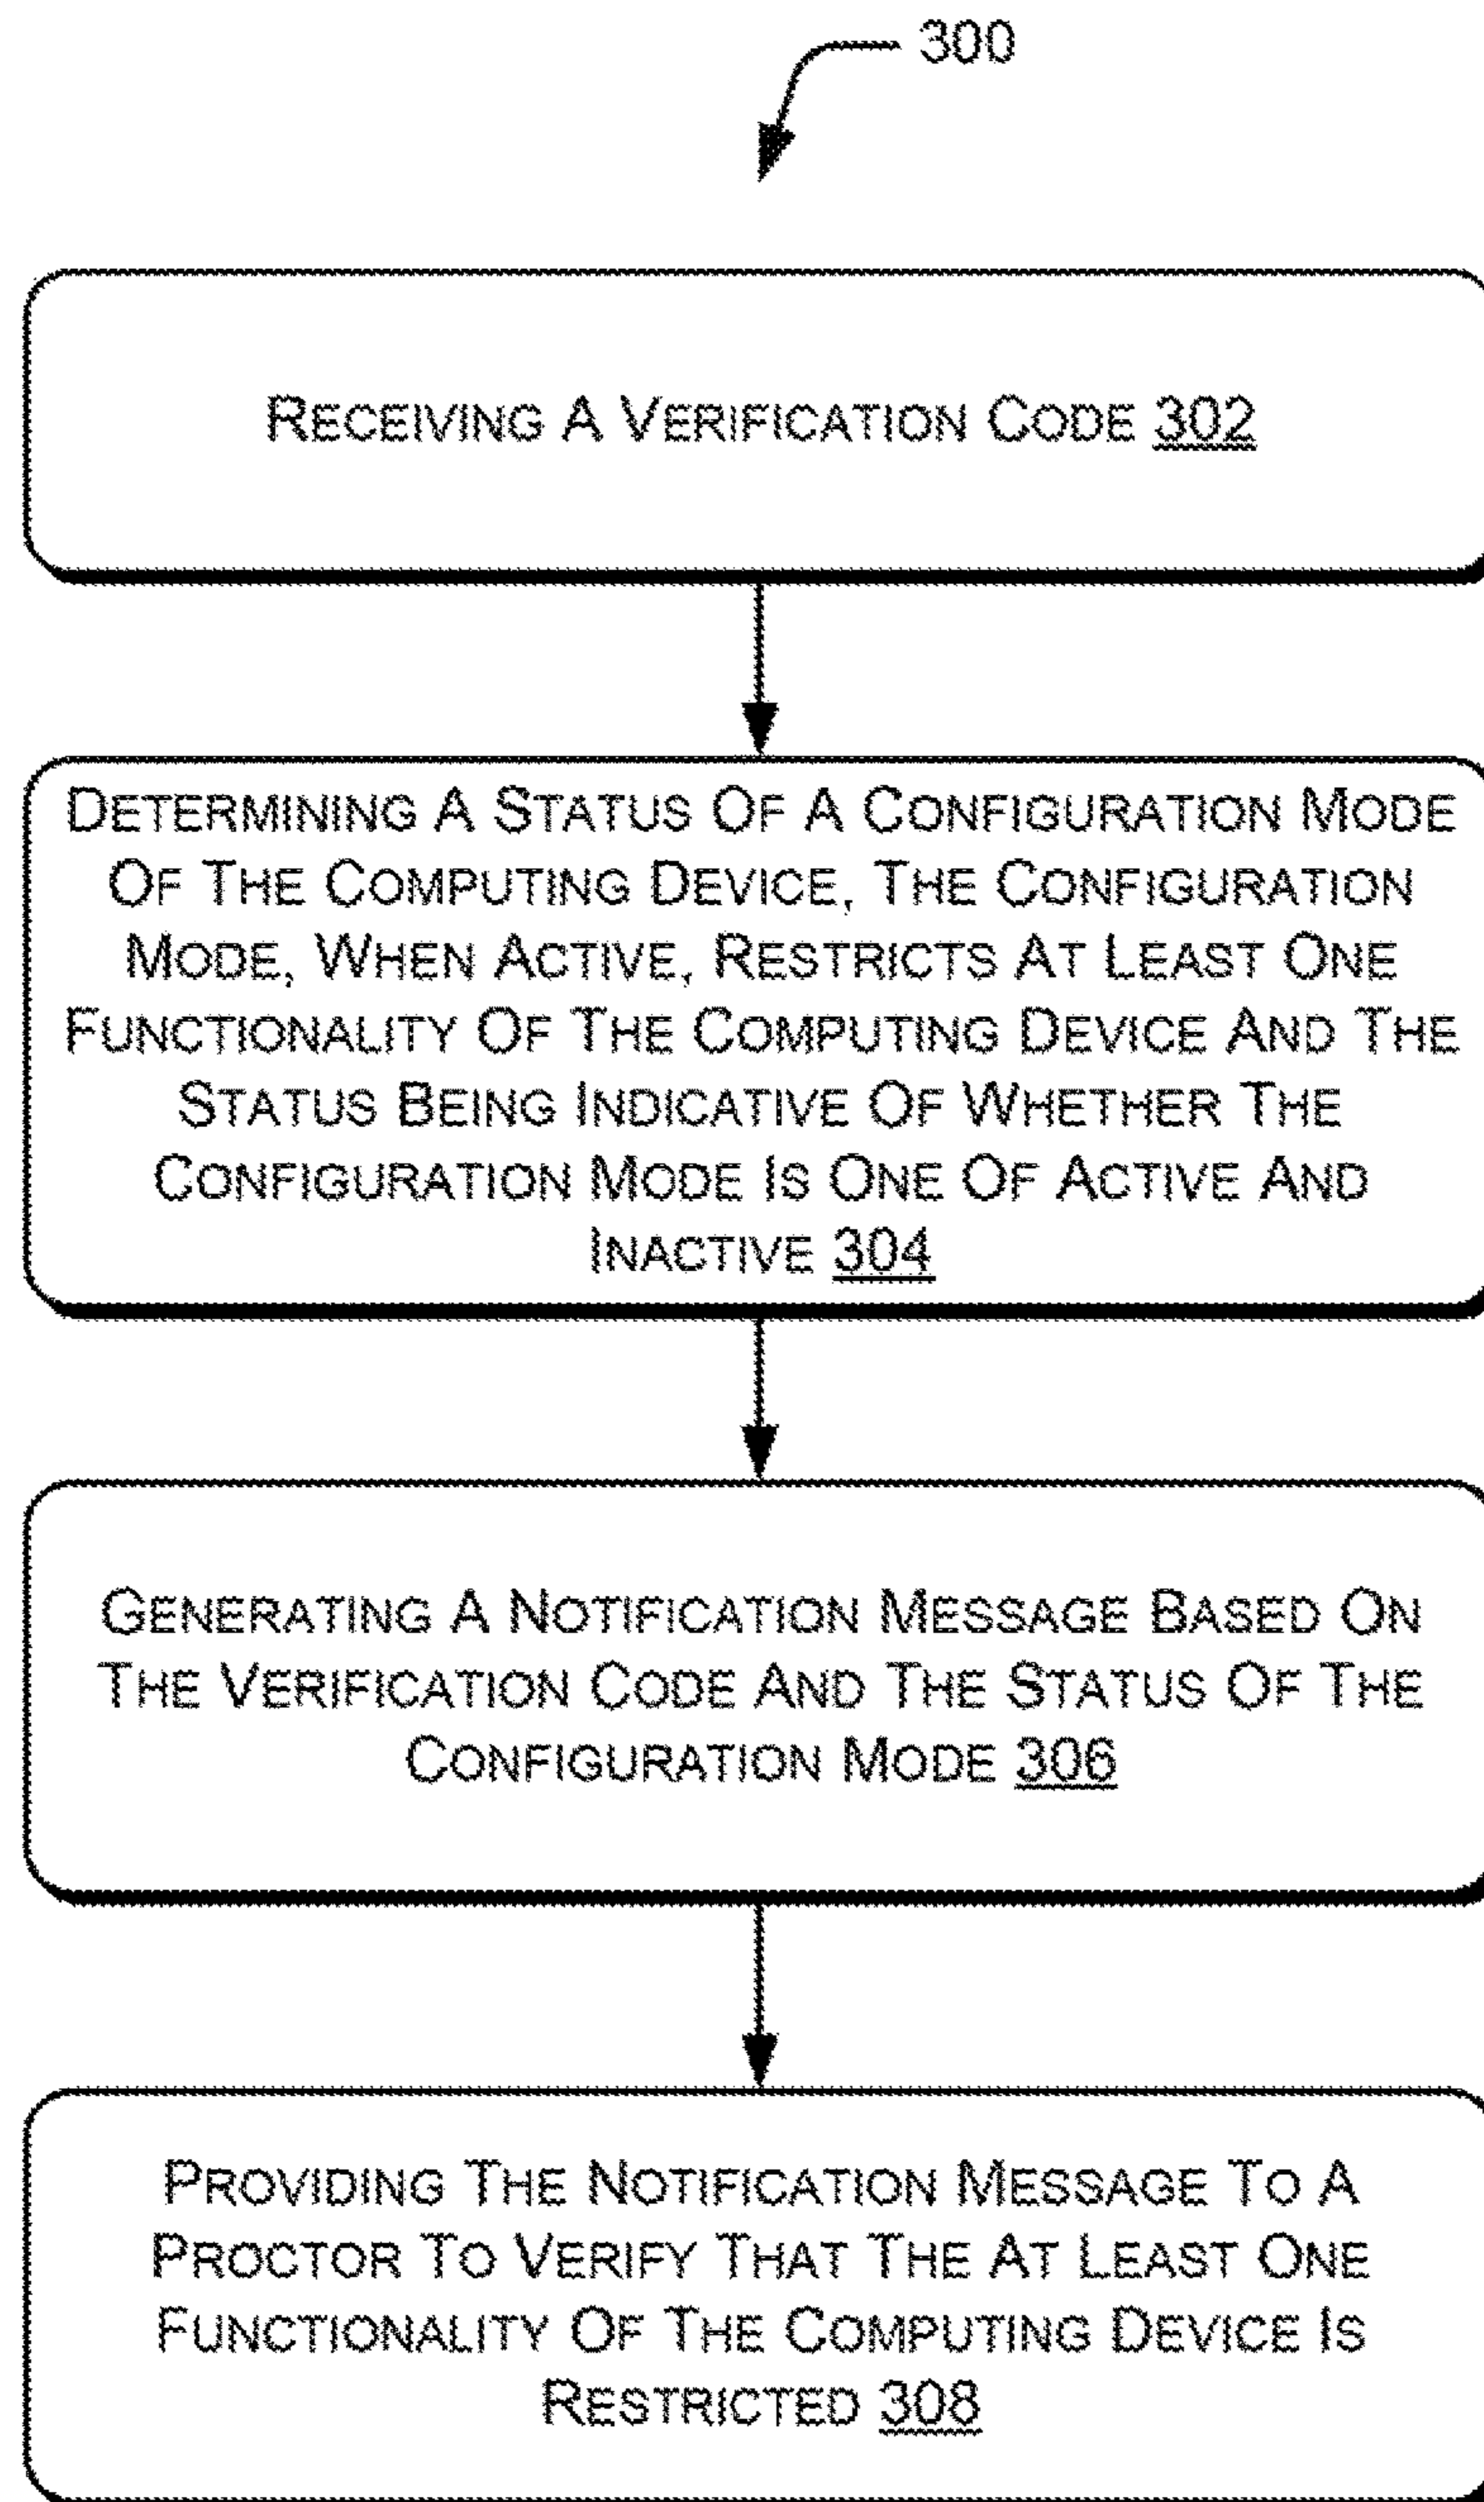 300
RECEIVING A VERIFICATION CODE 302
DETERMINING A STATUS OF A CONFIGURATION MODE
OF THE COMPUTING DEVICE, THE CONFIGURATION
MODE, WHEN ACTIVE, RESTRICTS AT LEAST ONE
FUNCTIONALITY OF THE COMPUTING DEVICE AND THE
STATUS BEING INDICATIVE OF WHETHER THE
CONFIGURATION MODE IS ONE OF ACTIVE AND
INACTIVE 304
GENERATING A NOTIFICATION MESSAGE BASED ON
THE VERIFICATION CODE AND THE STATUS OF THE
CONFIGURATION MODE 306
PROVIDING THE NOTIFICATION MESSAGE TO A
PROCTOR TO VERIFY THAT THE AT LEAST ONE
FUNCTIONALITY OF THE COMPUTING DEVICE IS
RESTRICTED 308